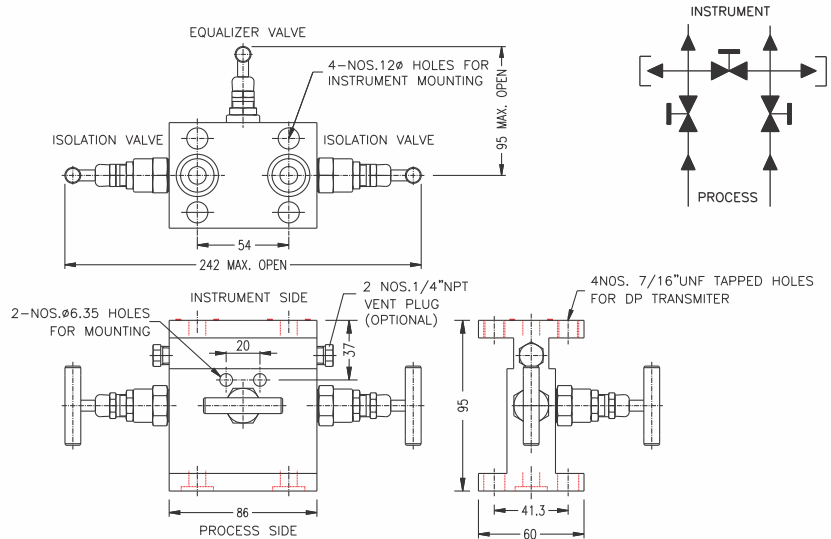 EQUALIZER VALVE
4-NOS.12ø HOLES FOR
INSTRUMENT MOUNTING
ISOLATION VALVE
ISOLATION VALVE
95 MAX. OPEN
54
242 MAX. OPEN
INSTRUMENT
PROCESS
INSTRUMENT SIDE
2-NOS.ø6.35 HOLES
FOR MOUNTING
2 NOS.1/4"NPT
VENT PLUG
(OPTIONAL)
20
37
86
PROCESS SIDE
4NOS. 7/16"UNF TAPPED HOLES
FOR DP TRANSMITER
95
41.3
60